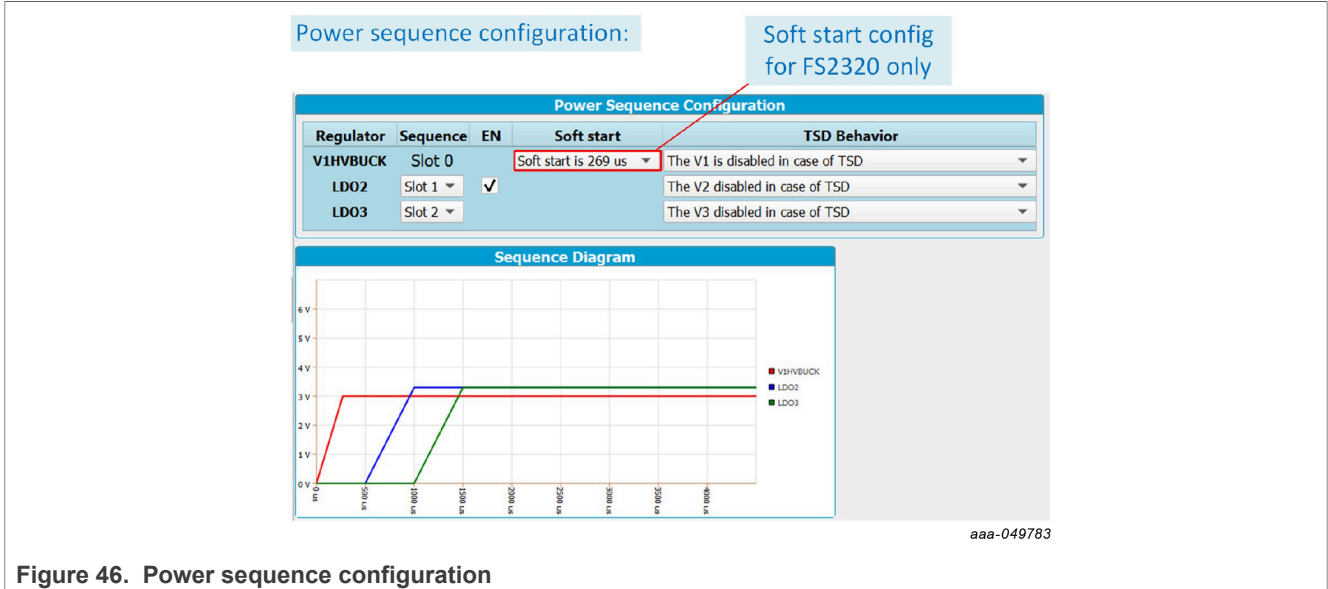 Power sequence configuration:
Soft start config
for FS2320 only
Power Sequence Configuration
Regulator Sequence EN Soft start TSD Behavior
V1HVBUCK Slot 0 Soft start is 269 us The V1 is disabled in case of TSD
LDO2 Slot 1 The V2 disabled in case of TSD
LDO3 Slot 2 The V3 disabled in case of TSD
Sequence Diagram
6 V
5 V
4 V
3 V
2 V
1 V
0 V
0 us
500 us
1000 us
1500 us
2000 us
2500 us
3000 us
3500 us
4000 us
V1HVBUCK
LDO2
LDO3
aaa-049783
Figure 46. Power sequence configuration